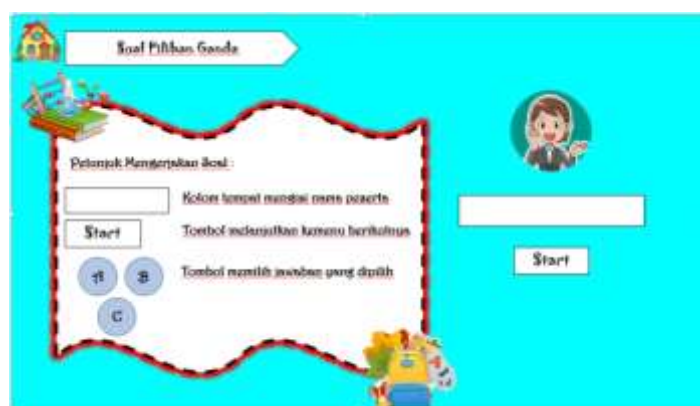 Soal Pilihan Ganda
Petunjuk Mengerjakan Soal :
Kolom tempat mengisi nama peserta
Start
Tombol melanjutkan kemenu berikutnya
A
B
Tombol memilih jawaban yang dipilih
C
Start